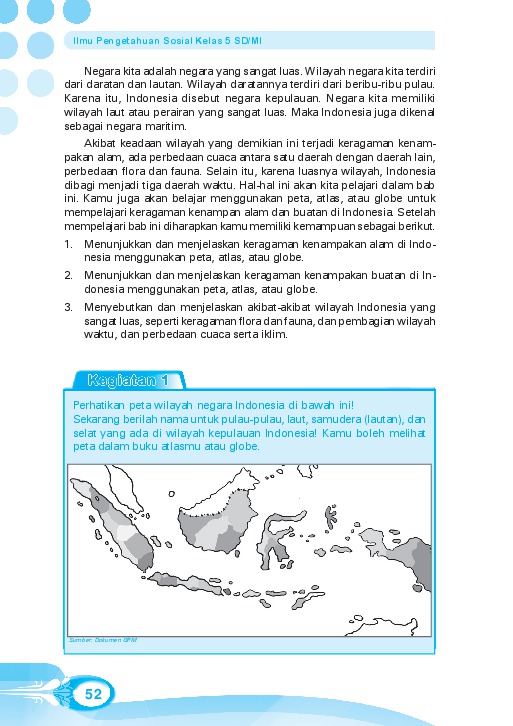 Ilmu Pengetahuan Sosial Kelas 5 SD/MI
Negara kita adalah negara yang sangat luas. Wilayah negara kita terdiri
dari daratan dan lautan. Wilayah daratannya terdiri dari beribu-ribu pulau.
Karena itu, Indonesia disebut negara kepulauan. Negara kita memiliki
wilayah laut atau perairan yang sangat luas. Maka Indonesia juga dikenal
sebagai negara maritim.
Akibat keadaan wilayah yang demikian ini terjadi keragaman kenam-
pakan alam, ada perbedaan cuaca antara satu daerah dengan daerah lain,
perbedaan flora dan fauna. Selain itu, karena luasnya wilayah, Indonesia
dibagi menjadi tiga daerah waktu. Hal-hal ini akan kita pelajari dalam bab
ini. Kamu juga akan belajar menggunakan peta, atlas, atau globe untuk
mempelajari keragaman kenampan alam dan buatan di Indonesia. Setelah
mempelajari bab ini diharapkan kamu memiliki kemampuan sebagai berikut.
1. Menunjukkan dan menjelaskan keragaman kenampakan alam di Indo-
nesia menggunakan peta, atlas, atau globe.
2. Menunjukkan dan menjelaskan keragaman kenampakan buatan di In-
donesia menggunakan peta, atlas, atau globe.
3. Menyebutkan dan menjelaskan akibat-akibat wilayah Indonesia yang
sangat luas, seperti keragaman flora dan fauna, dan pembagian wilayah
waktu, dan perbedaan cuaca serta iklim.
Kegiatan 1
Perhatikan peta wilayah negara Indonesia di bawah ini!
Sekarang berilah nama untuk pulau-pulau, laut, samudera (lautan), dan
selat yang ada di wilayah kepulauan Indonesia! Kamu boleh melihat
peta dalam buku atlasmu atau globe.
Sumber: Dokumen GPM
52